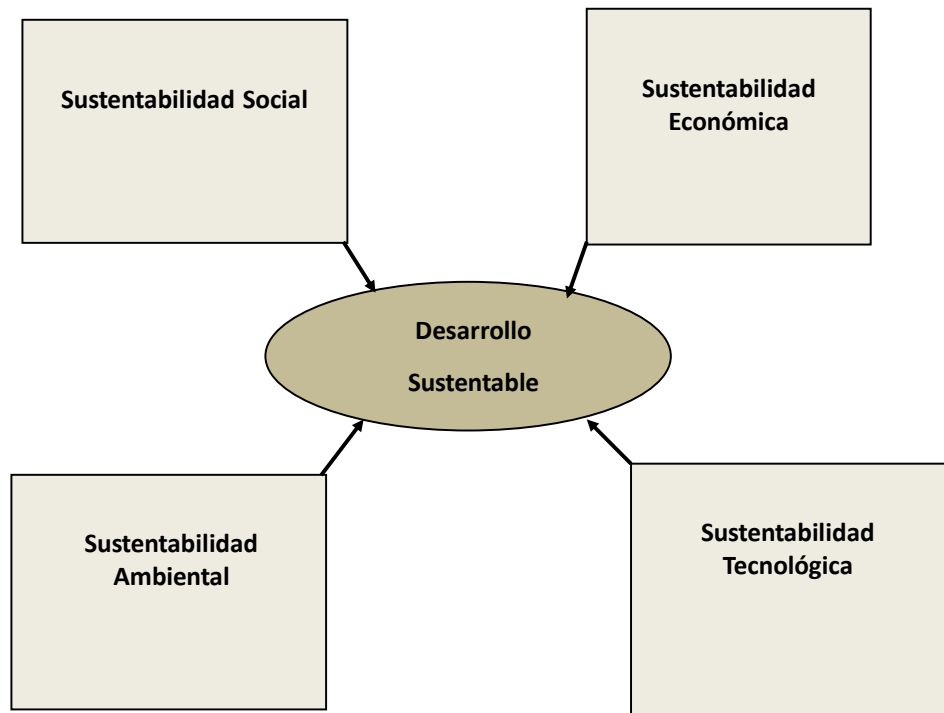 Sustentabilidad Social
Sustentabilidad
Económica
Desarrollo
Sustentable
Sustentabilidad
Ambiental
Sustentabilidad
Tecnológica